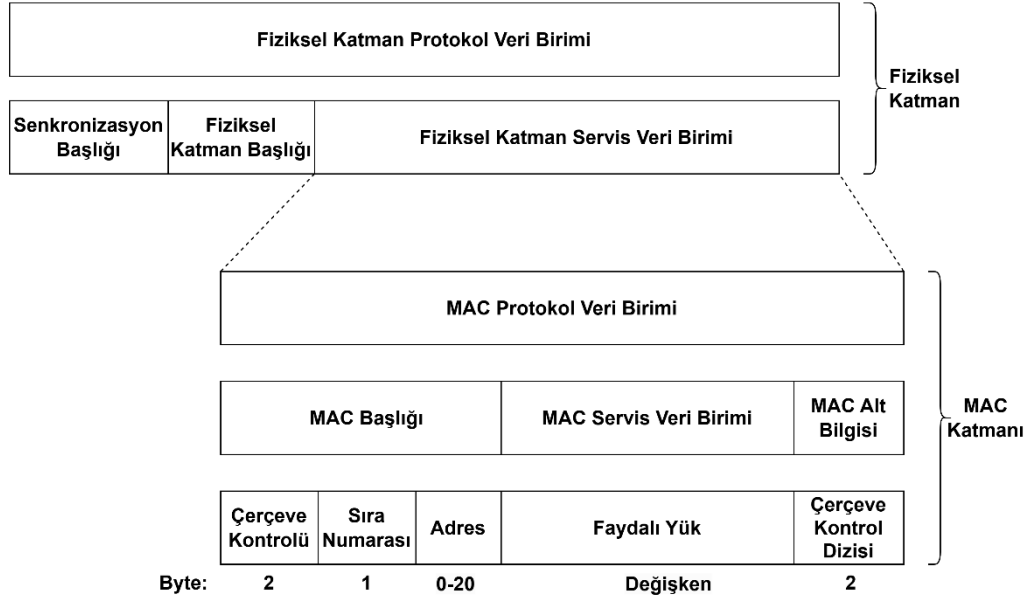 Fiziksel Katman Protokol Veri Birimi
Fiziksel
Katman
Senkronizasyon
Başlığı
Fiziksel
Katman Başlığı
Fiziksel Katman Servis Veri Birimi
MAC Protokol Veri Birimi
MAC Başlığı
MAC Servis Veri Birimi
MAC Alt
Bilgisi
MAC
Katmanı
Çerçeve
Kontrolü
Sıra
Numarası
Adres
Faydalı Yük
Çerçeve
Kontrol
Dizisi
Byte: 2 1 0-20 Değişken 2